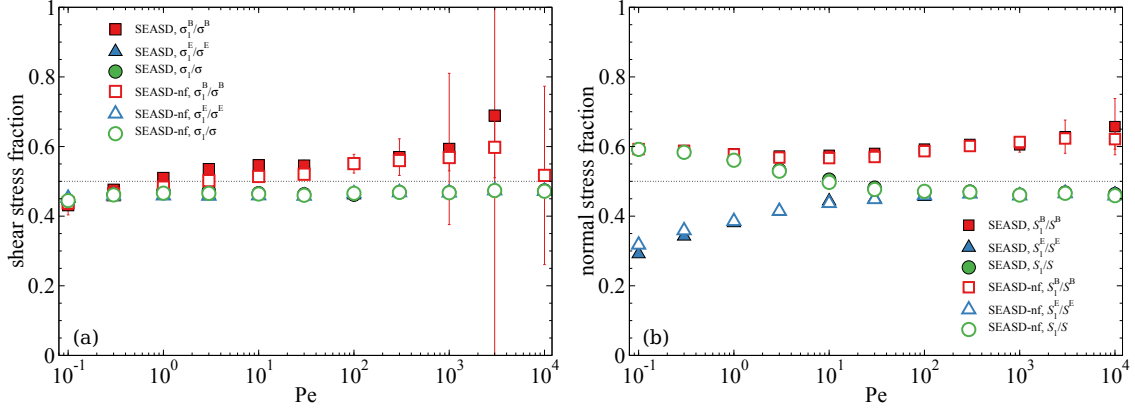 1
0.8
0.6
0.4
0.2
0
shear stress fraction
SEASD, σ₁ᴮ/σᴮ
SEASD, σ₁ᴱ/σᴱ
SEASD, σ₁/σ
SEASD-nf, σ₁ᴮ/σᴮ
SEASD-nf, σ₁ᴱ/σᴱ
SEASD-nf, σ₁/σ
(a)
10⁻¹ 10⁰ 10¹ 10² 10³ 10⁴
Pe
1
0.8
0.6
0.4
0.2
0
normal stress fraction
SEASD, S₁ᴮ/Sᴮ
SEASD, S₁ᴱ/Sᴱ
SEASD, S₁/S
SEASD-nf, S₁ᴮ/Sᴮ
SEASD-nf, S₁ᴱ/Sᴱ
SEASD-nf, S₁/S
(b)
10⁻¹ 10⁰ 10¹ 10² 10³ 10⁴
Pe